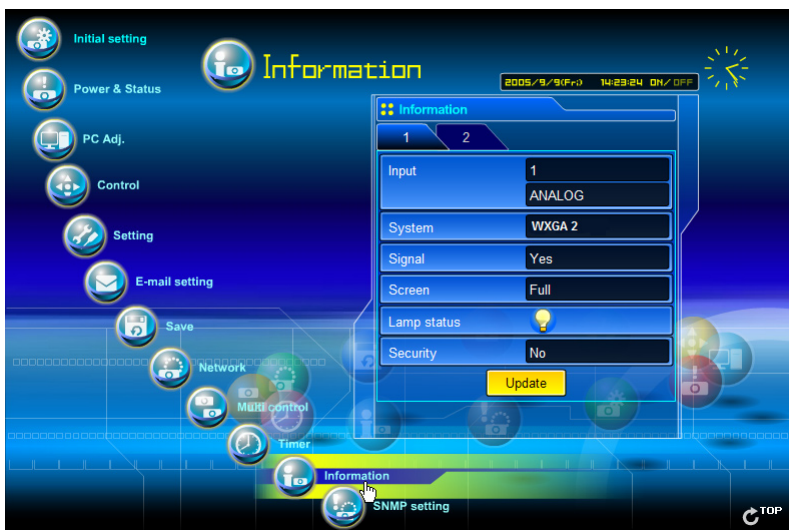 Initial setting
Power & Status
PC Adj.
Control
Setting
E-mail setting
Save
Network
Multi control
Timer
Information
SNMP setting
Information
2005/9/9(Fri) 14:23:24 ON/OFF
Information
1 2
Input 1
ANALOG
System WXGA 2
Signal Yes
Screen Full
Lamp status
Security No
Update
TOP